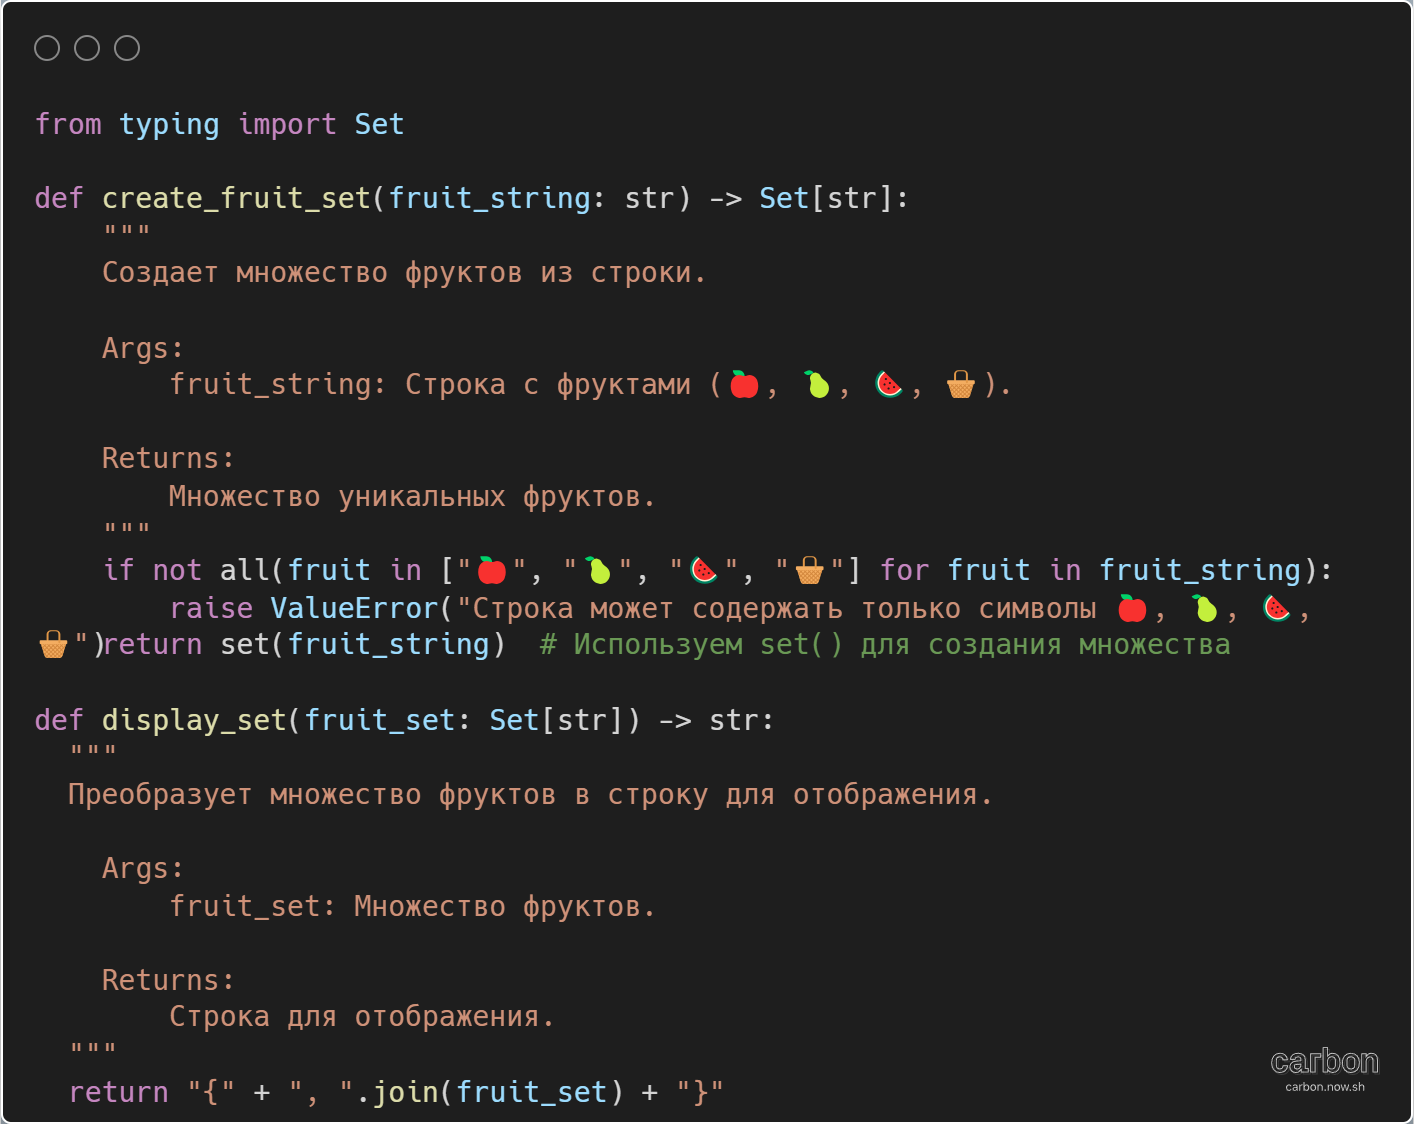 from typing import Set
def create_fruit_set(fruit_string: str) -> Set[str]:
"""
Создает множество фруктов из строки.
Args:
fruit_string: Строка с фруктами (🍎, 🍐, 🍉, 🧺).
Returns:
Множество уникальных фруктов.
"""
if not all(fruit in ["🍎", "🍐", "🍉", "🧺"] for fruit in fruit_string):
raise ValueError("Строка может содержать только символы 🍎, 🍐, 🍉,
🧺")return set(fruit_string)  # Используем set() для создания множества
def display_set(fruit_set: Set[str]) -> str:
"""
Преобразует множество фруктов в строку для отображения.
Args:
fruit_set: Множество фруктов.
Returns:
Строка для отображения.
"""
return "{" + ", ".join(fruit_set) + "}"
carbon
carbon.now.sh